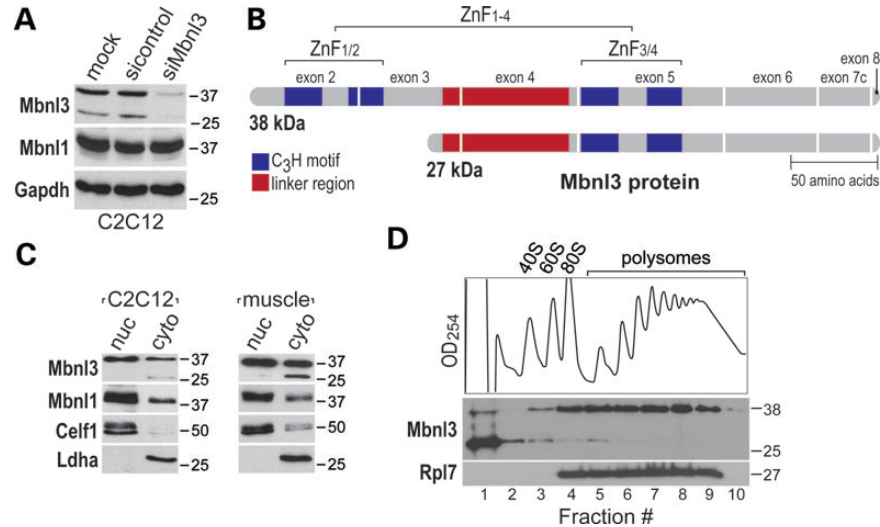 A
mock
sicontrol
siMbnl3
Mbnl3
-37
-25
Mbnl1
-37
Gapdh
-25
C2C12
B
ZnF1-4
ZnF1/2
ZnF3/4
exon 2
exon 3
exon 4
exon 5
exon 6
exon 7c
exon 8
38 kDa
27 kDa
C3H motif
linker region
Mbnl3 protein
50 amino acids
C
C2C12
muscle
nuc
cyto
nuc
cyto
Mbnl3
-37
-25
-37
-25
Mbnl1
-37
-37
Celf1
-50
-50
Ldha
-25
-25
D
40S
60S
80S
polysomes
OD254
Mbnl3
-38
-25
Rpl7
-27
1 2 3 4 5 6 7 8 9 10
Fraction #